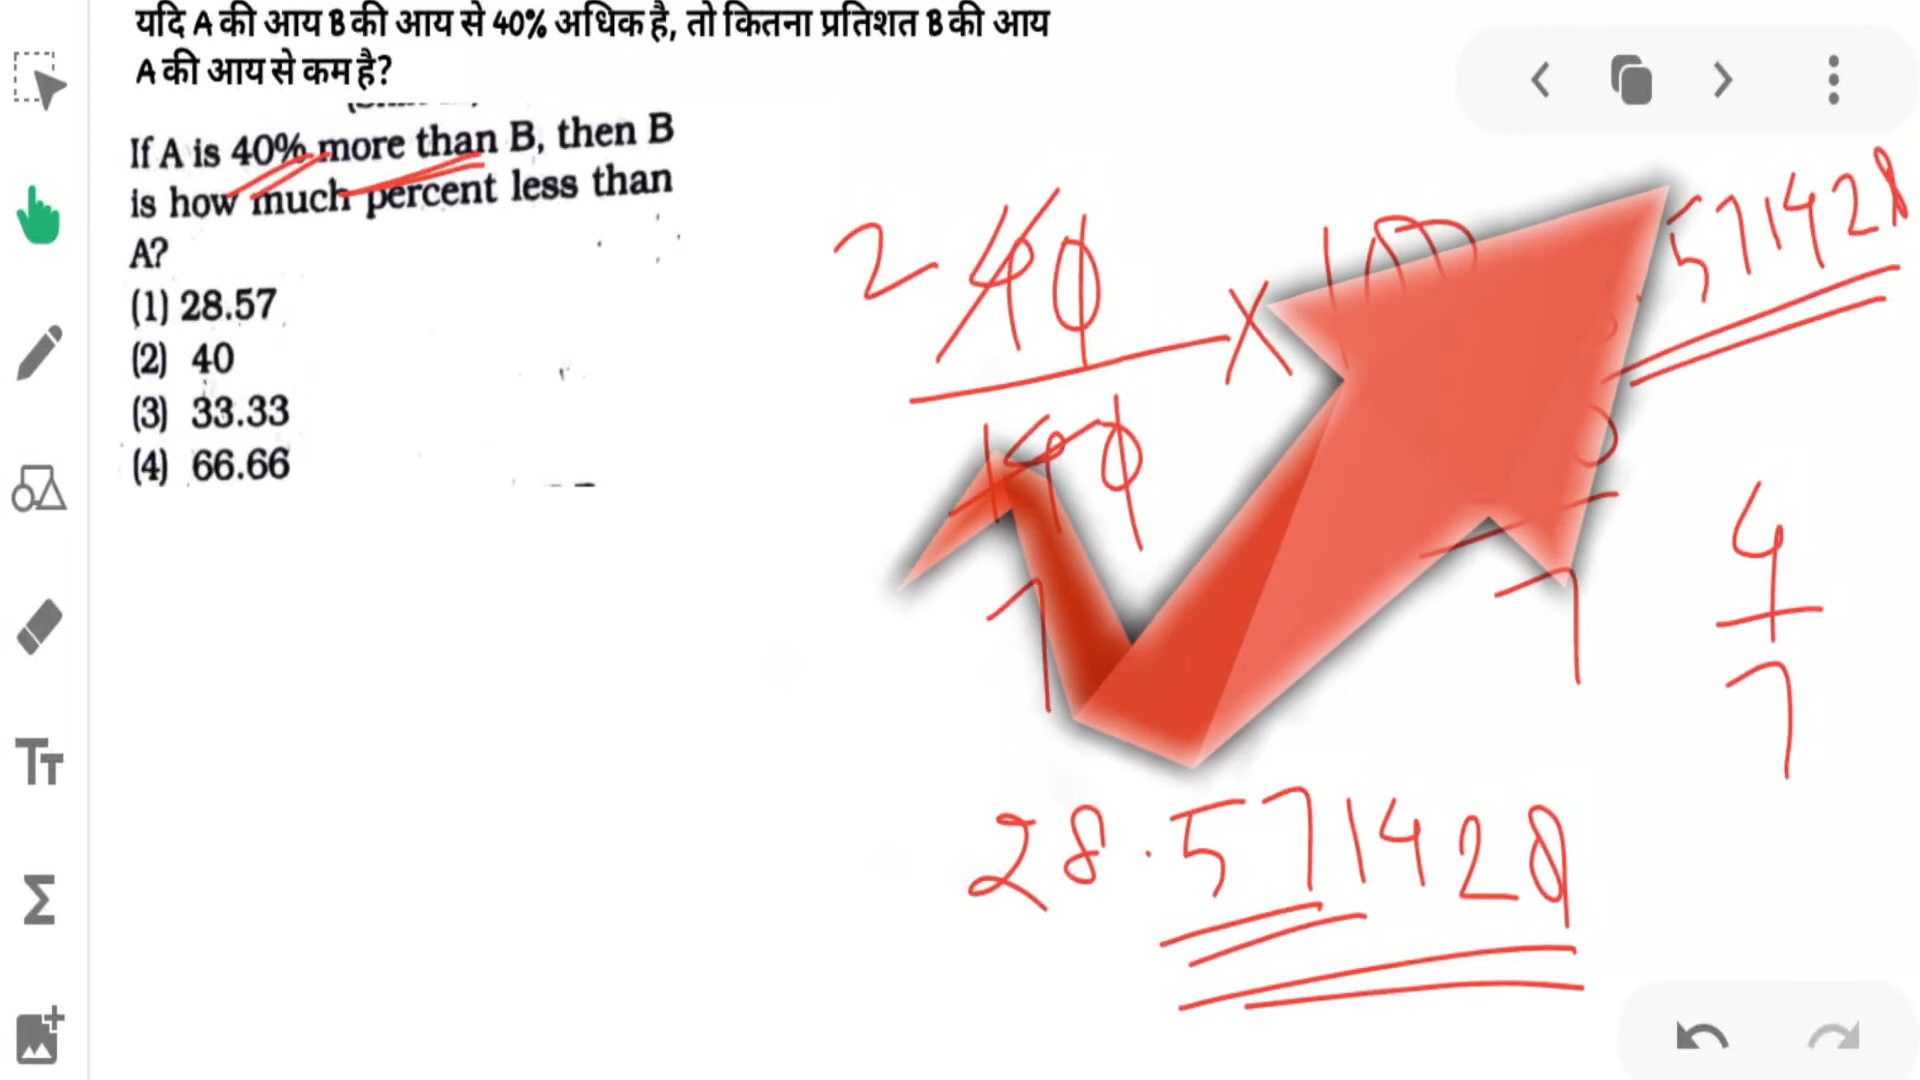 यदि A की आय B की आय से 40% अधिक है, तो कितना प्रतिशत B की आय
A की आय से कम है?
If A is 40% more than B, then B
is how much percent less than
A?
(1) 28.57
(2) 40
(3) 33.33
(4) 66.66
2 40 × 100
140
7
571428
7
4
7
28.571428